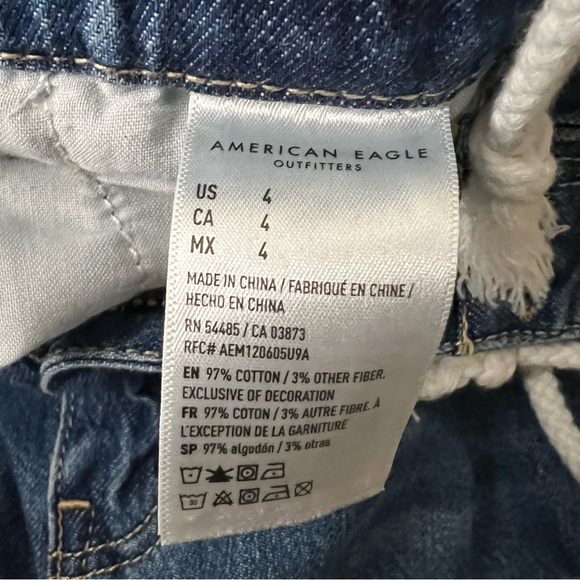 AMERICAN EAGLE
OUTFITTERS
US 4
CA 4
MX 4
MADE IN CHINA / FABRIQUÉ EN CHINE /
HECHO EN CHINA
RN 54485 / CA 03873
RFC# AEM120605U9A
EN 97% COTTON / 3% OTHER FIBER.
EXCLUSIVE OF DECORATION
FR 97% COTON / 3% AUTRE FIBRE. À
L'EXCEPTION DE LA GARNITURE
SP 97% algodón / 3% otras
30